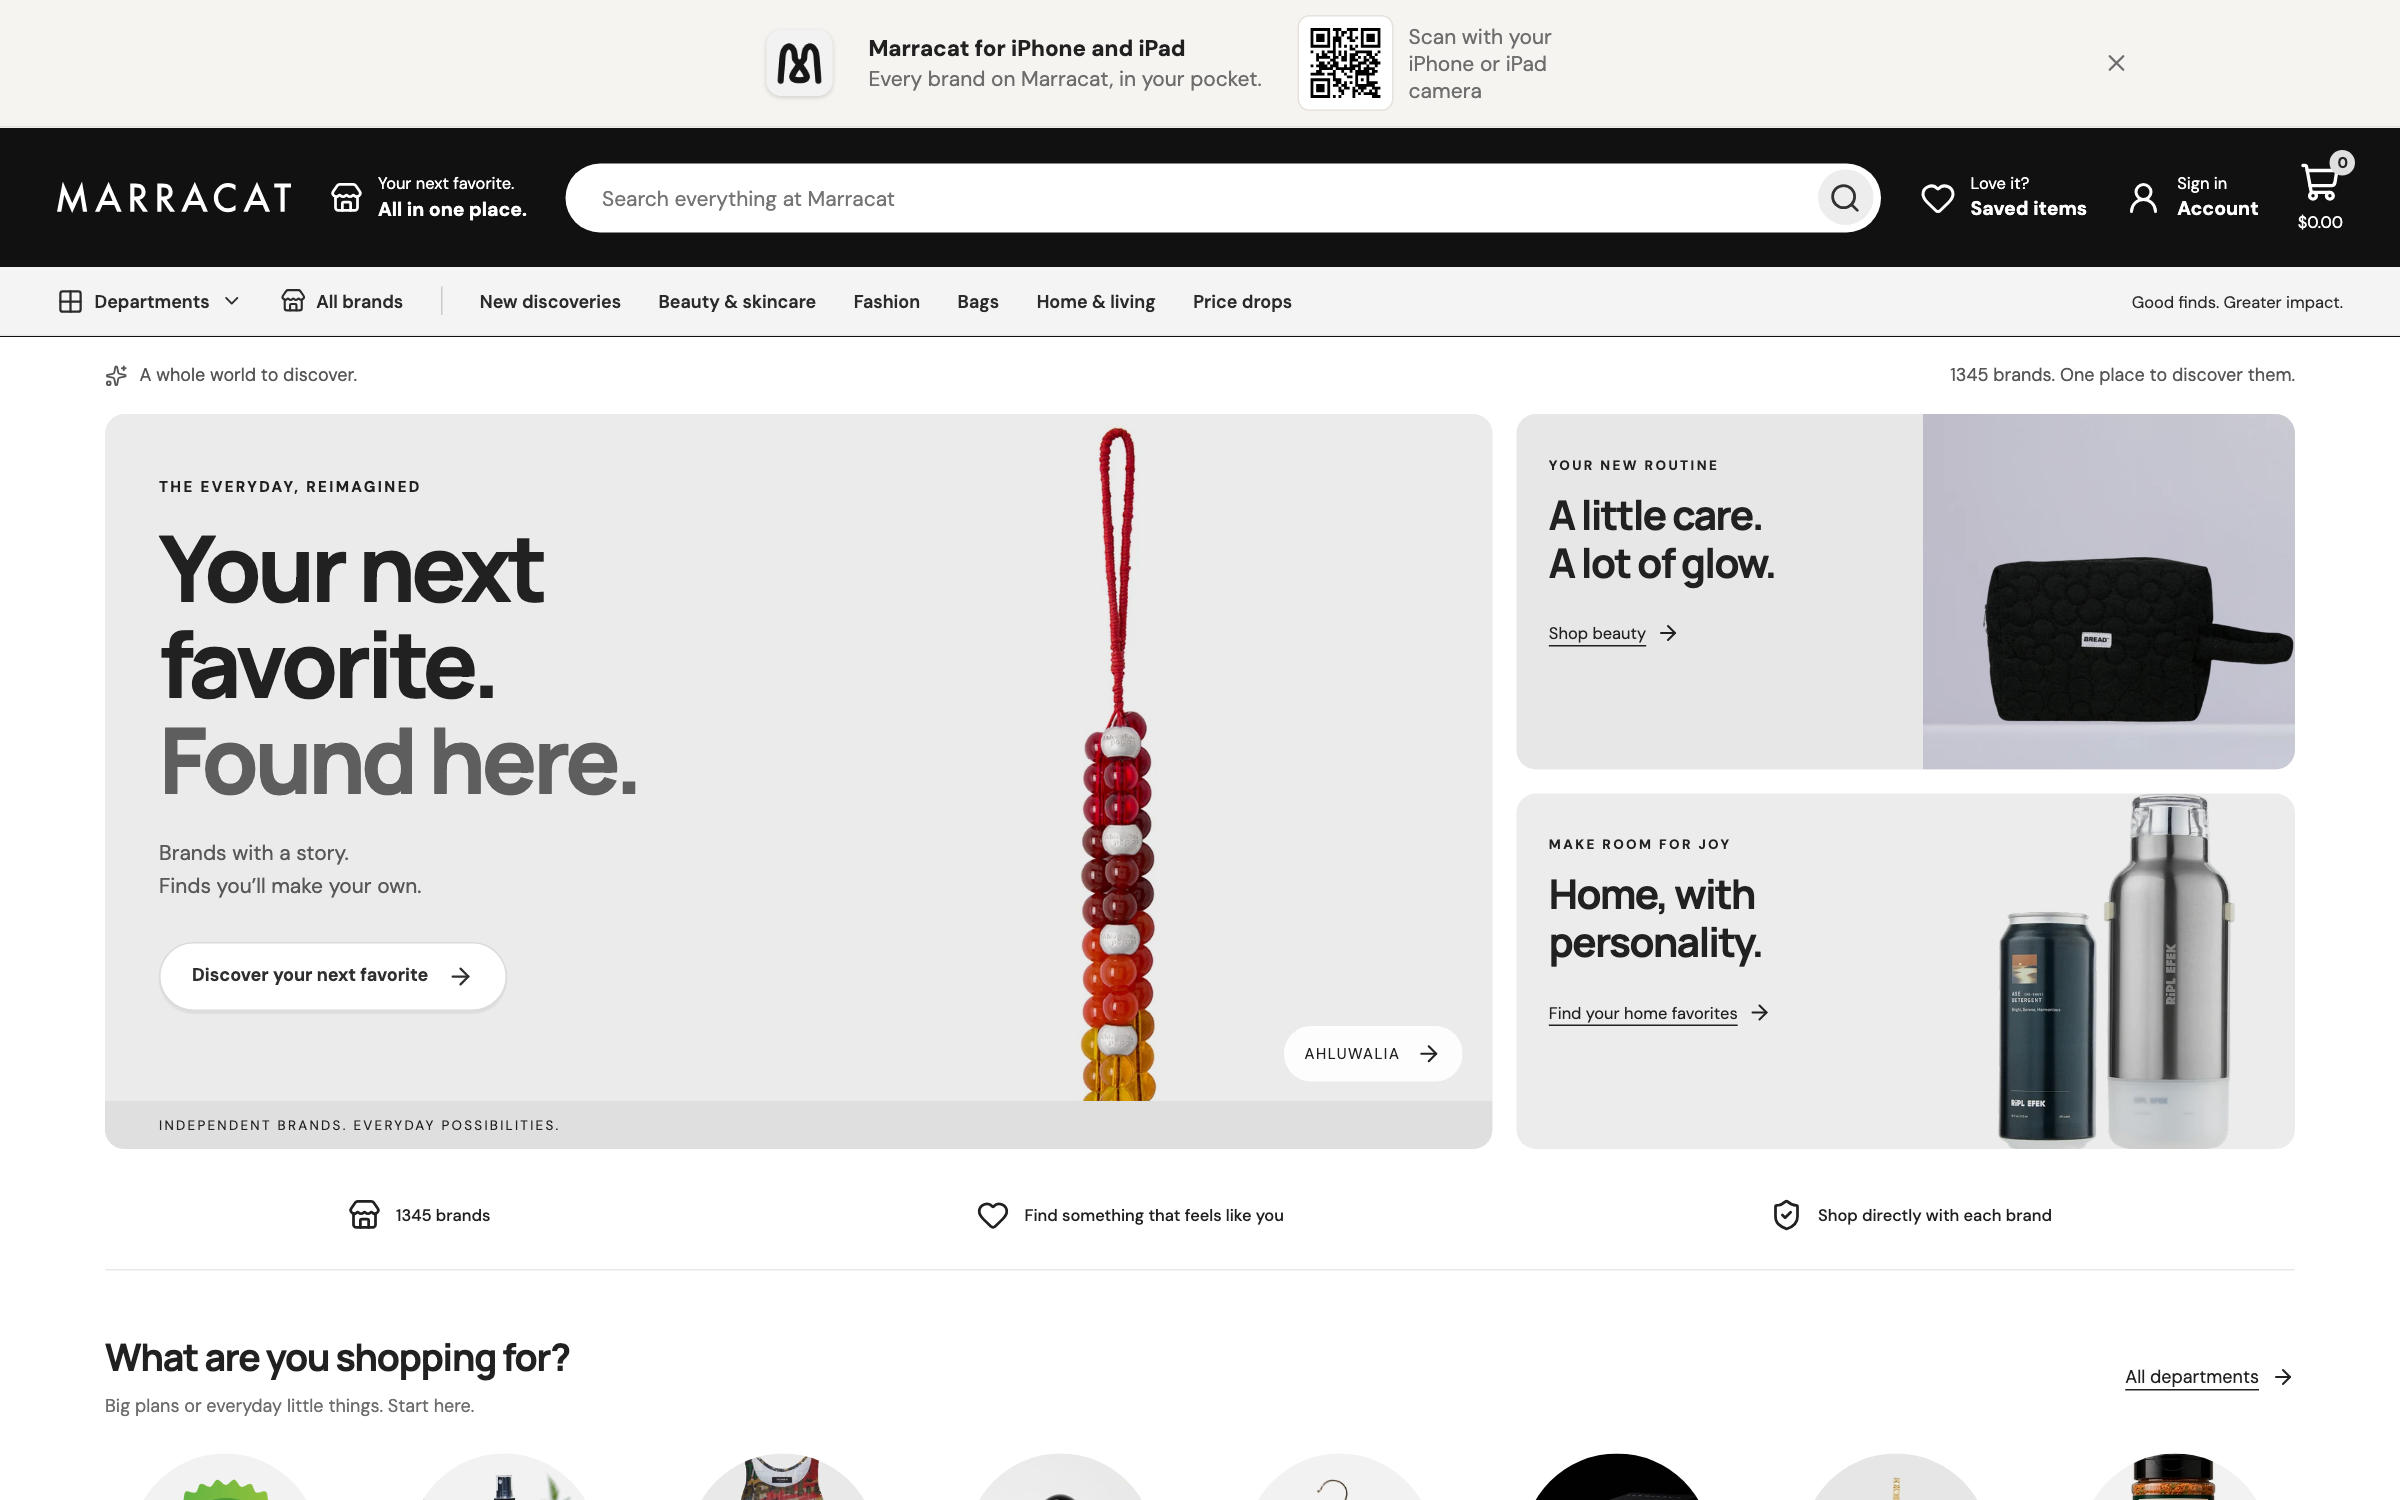 Marracat for iPhone and iPad
Every brand on Marracat, in your pocket.
Scan with your
iPhone or iPad
camera
MARRACAT
Your next favorite.
All in one place.
Search everything at Marracat
Love it?
Saved items
Sign in
Account
0
$0.00
Departments
All brands
New discoveries
Beauty & skincare
Fashion
Bags
Home & living
Price drops
Good finds. Greater impact.
A whole world to discover.
1345 brands. One place to discover them.
THE EVERYDAY, REIMAGINED
Your next
favorite.
Found here.
Brands with a story.
Finds you’ll make your own.
Discover your next favorite
AHLUWALIA
INDEPENDENT BRANDS. EVERYDAY POSSIBILITIES.
YOUR NEW ROUTINE
A little care.
A lot of glow.
Shop beauty
BREAD
MAKE ROOM FOR JOY
Home, with
personality.
Find your home favorites
RiPL EFEK
DETERGENT
RiPL EFEK
1345 brands
Find something that feels like you
Shop directly with each brand
What are you shopping for?
Big plans or everyday little things. Start here.
All departments